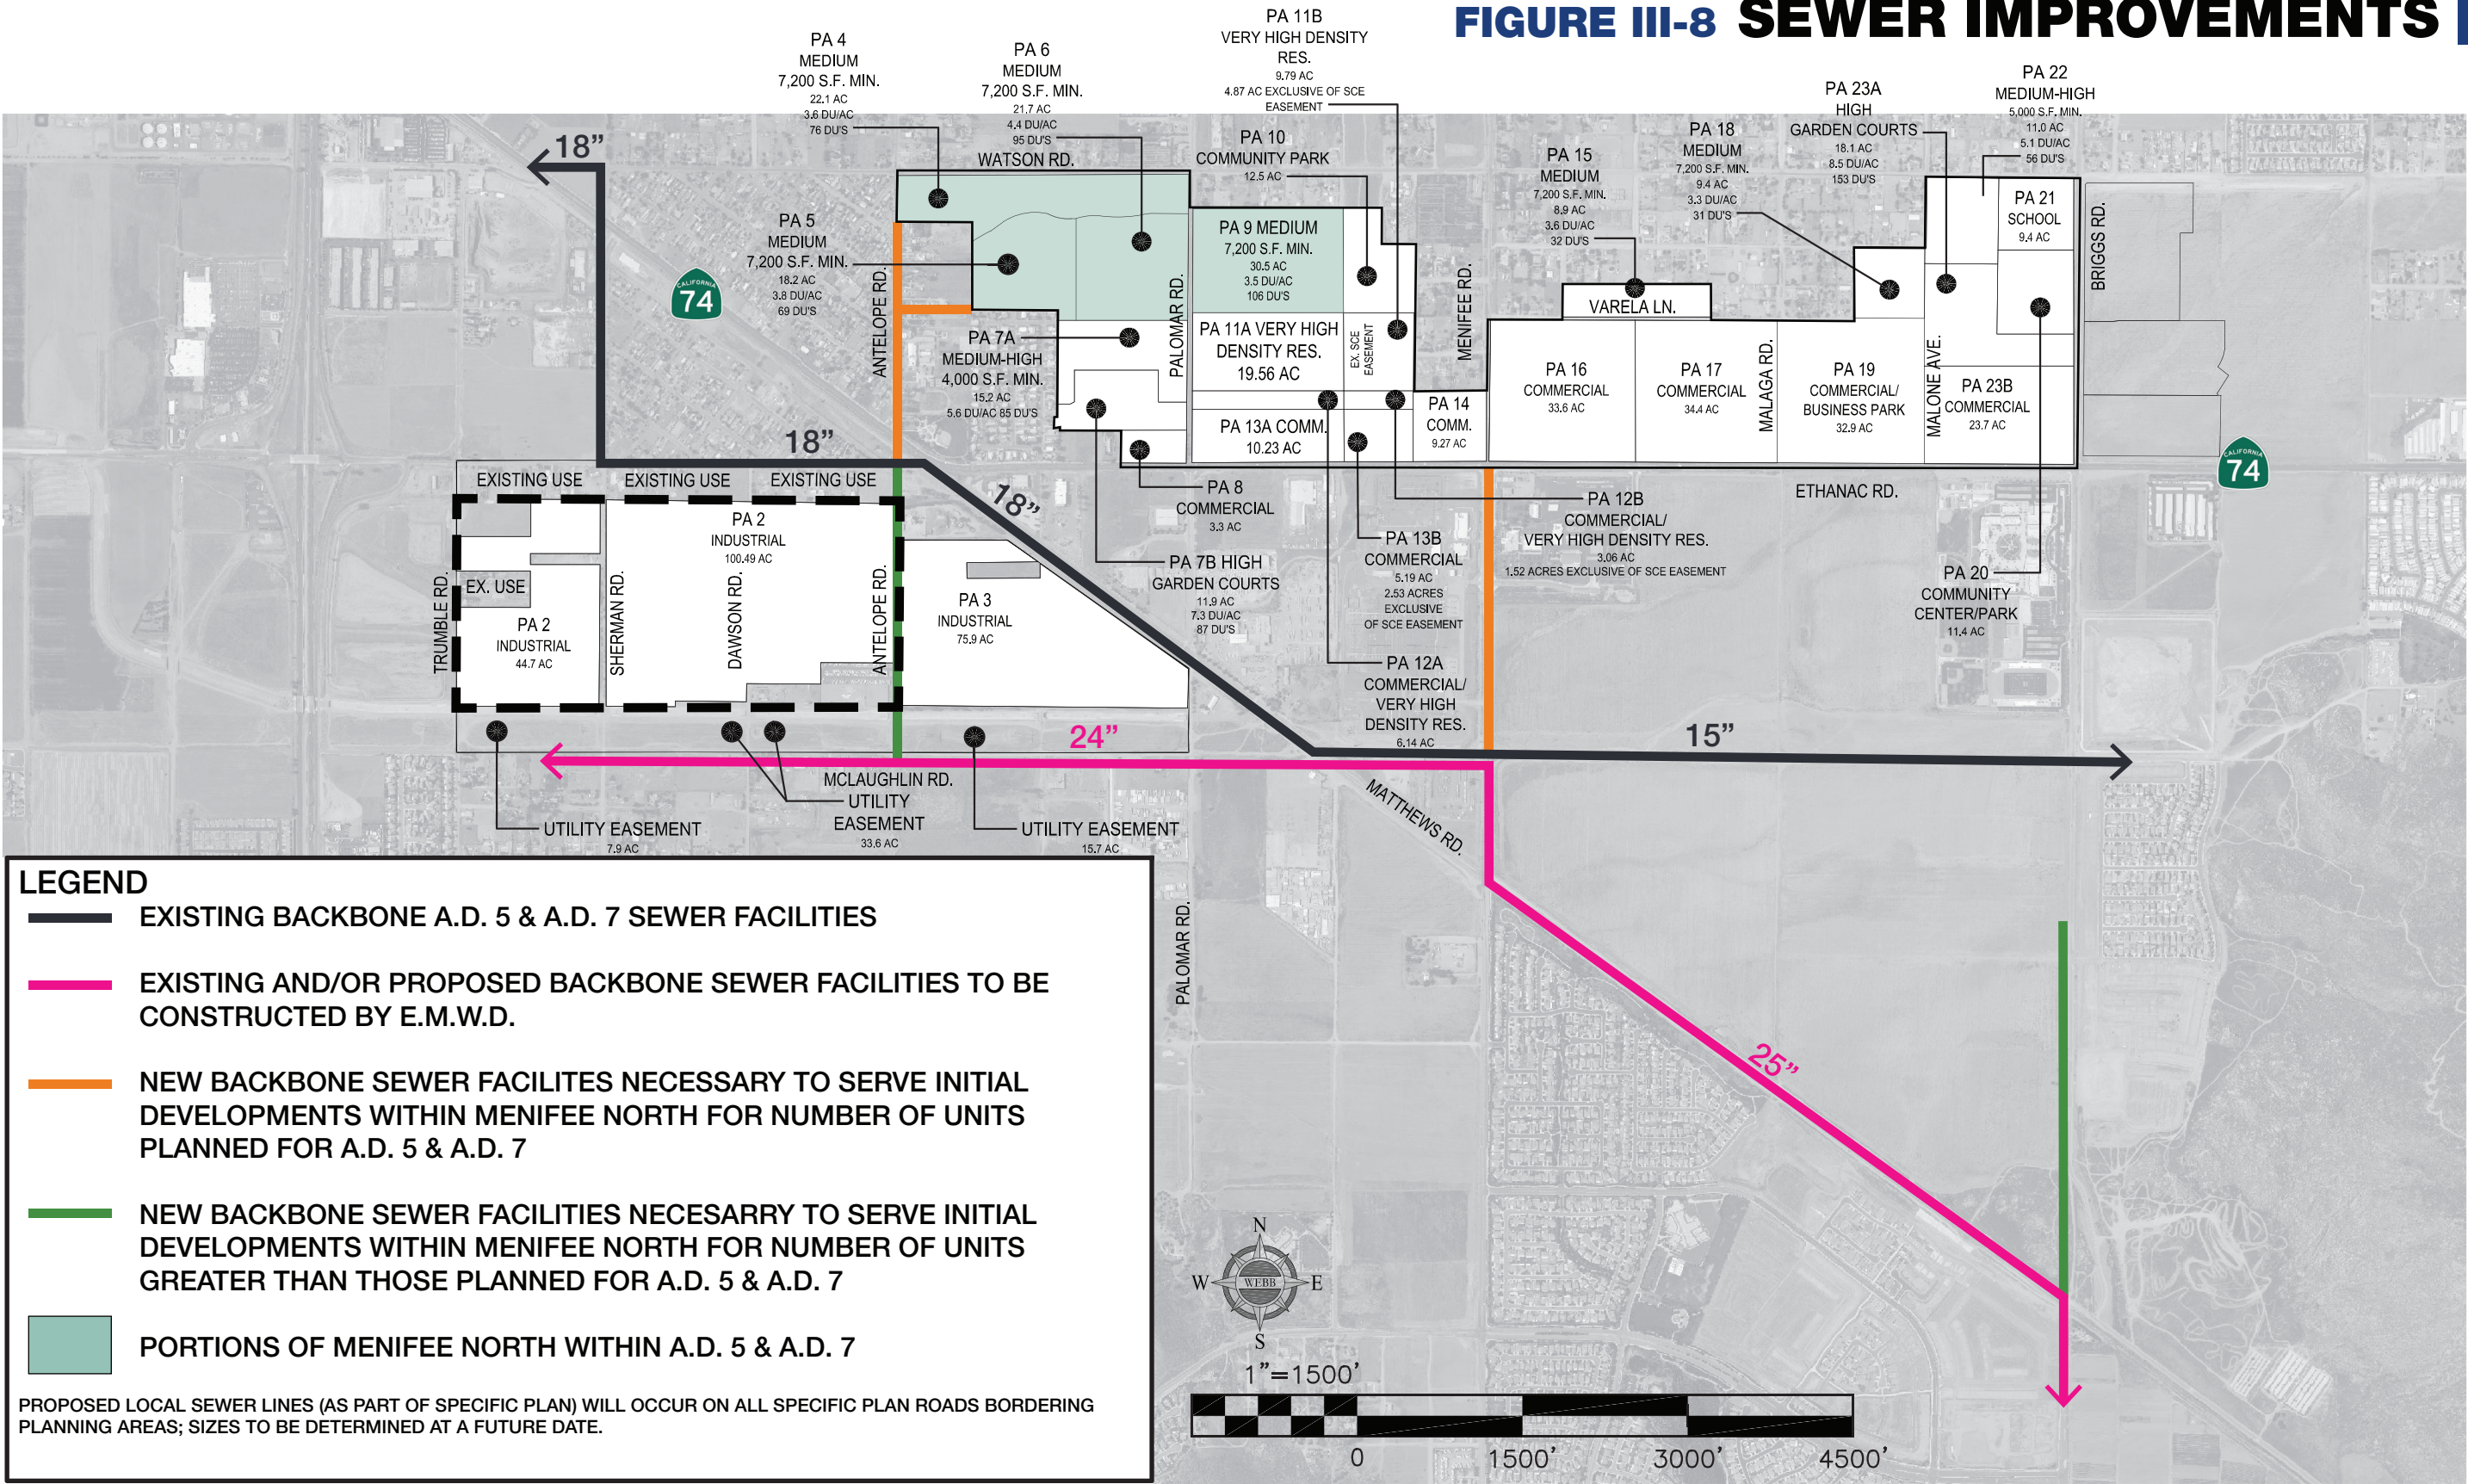 FIGURE III-8 SEWER IMPROVEMENTS
PA 4
MEDIUM
7,200 S.F. MIN.
22.1 AC
3.6 DU/AC
76 DU'S
PA 6
MEDIUM
7,200 S.F. MIN.
21.7 AC
4.4 DU/AC
95 DU'S
PA 11B
VERY HIGH DENSITY
RES.
9.79 AC
4.87 AC EXCLUSIVE OF SCE
EASEMENT
PA 10
COMMUNITY PARK
12.5 AC
PA 15
MEDIUM
7,200 S.F. MIN.
8.9 AC
3.6 DU/AC
32 DU'S
PA 18
MEDIUM
7,200 S.F. MIN.
9.4 AC
3.3 DU/AC
31 DU'S
PA 23A
HIGH
GARDEN COURTS
18.1 AC
8.5 DU/AC
153 DU'S
PA 22
MEDIUM-HIGH
5,000 S.F. MIN.
11.0 AC
5.1 DU/AC
56 DU'S
18”
WATSON RD.
PA 5
MEDIUM
7,200 S.F. MIN.
18.2 AC
3.8 DU/AC
69 DU'S
CALIFORNIA
74
ANTELOPE RD.
PA 9 MEDIUM
7,200 S.F. MIN.
30.5 AC
3.5 DU/AC
106 DU'S
PALOMAR RD.
MENIFEE RD.
VARELA LN.
PA 21
SCHOOL
9.4 AC
BRIGGS RD.
PA 7A
MEDIUM-HIGH
4,000 S.F. MIN.
15.2 AC
5.6 DU/AC 85 DU'S
PA 11A VERY HIGH
DENSITY RES.
19.56 AC
EX. SCE
EASEMENT
PA 13A COMM.
10.23 AC
PA 14
COMM.
9.27 AC
PA 16
COMMERCIAL
33.6 AC
PA 17
COMMERCIAL
34.4 AC
MALAGA RD.
PA 19
COMMERCIAL/
BUSINESS PARK
32.9 AC
MALONE AVE.
PA 23B
COMMERCIAL
23.7 AC
CALIFORNIA
74
18”
18”
EXISTING USE
EXISTING USE
EXISTING USE
PA 8
COMMERCIAL
3.3 AC
ETHANAC RD.
PA 12B
COMMERCIAL/
VERY HIGH DENSITY RES.
3.06 AC
1.52 ACRES EXCLUSIVE OF SCE EASEMENT
PA 13B
COMMERCIAL
5.19 AC
2.53 ACRES
EXCLUSIVE
OF SCE EASEMENT
PA 7B HIGH
GARDEN COURTS
11.9 AC
7.3 DU/AC
87 DU'S
PA 20
COMMUNITY
CENTER/PARK
11.4 AC
TRUMBLE RD.
EX. USE
PA 2
INDUSTRIAL
44.7 AC
SHERMAN RD.
PA 2
INDUSTRIAL
100.49 AC
DAWSON RD.
ANTELOPE RD.
PA 3
INDUSTRIAL
75.9 AC
PA 12A
COMMERCIAL/
VERY HIGH
DENSITY RES.
6.14 AC
24”
15”
MCLAUGHLIN RD.
UTILITY
EASEMENT
33.6 AC
UTILITY EASEMENT
7.9 AC
UTILITY EASEMENT
15.7 AC
MATTHEWS RD.
PALOMAR RD.
25”
LEGEND
EXISTING BACKBONE A.D. 5 & A.D. 7 SEWER FACILITIES
EXISTING AND/OR PROPOSED BACKBONE SEWER FACILITIES TO BE
CONSTRUCTED BY E.M.W.D.
NEW BACKBONE SEWER FACILITES NECESSARY TO SERVE INITIAL
DEVELOPMENTS WITHIN MENIFEE NORTH FOR NUMBER OF UNITS
PLANNED FOR A.D. 5 & A.D. 7
NEW BACKBONE SEWER FACILITIES NECESARRY TO SERVE INITIAL
DEVELOPMENTS WITHIN MENIFEE NORTH FOR NUMBER OF UNITS
GREATER THAN THOSE PLANNED FOR A.D. 5 & A.D. 7
PORTIONS OF MENIFEE NORTH WITHIN A.D. 5 & A.D. 7
PROPOSED LOCAL SEWER LINES (AS PART OF SPECIFIC PLAN) WILL OCCUR ON ALL SPECIFIC PLAN ROADS BORDERING
PLANNING AREAS; SIZES TO BE DETERMINED AT A FUTURE DATE.
N
W WEBB E
S
1”=1500’
0 1500’ 3000’ 4500’